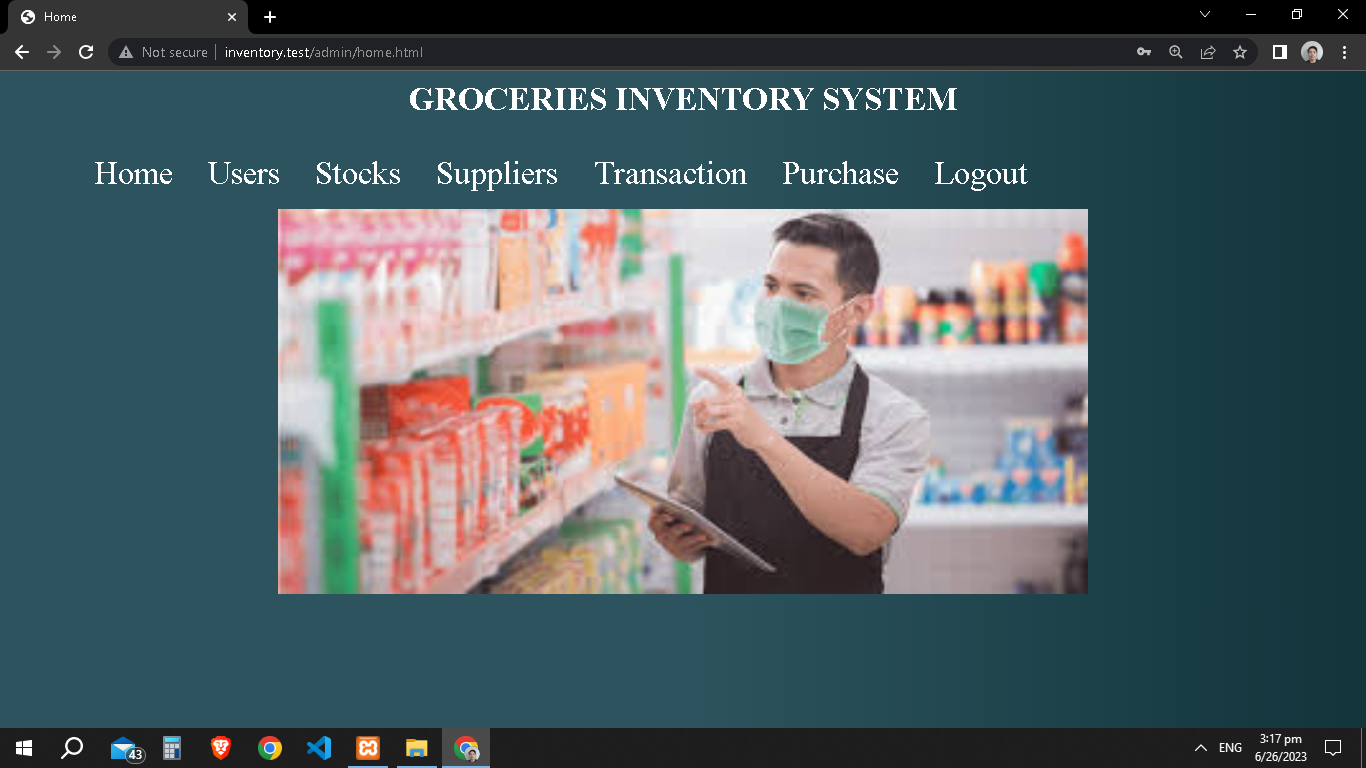 Home
Not secure inventory.test/admin/home.html
GROCERIES INVENTORY SYSTEM
Home Users Stocks Suppliers Transaction Purchase Logout
43
ENG
3:17 pm
6/26/2023